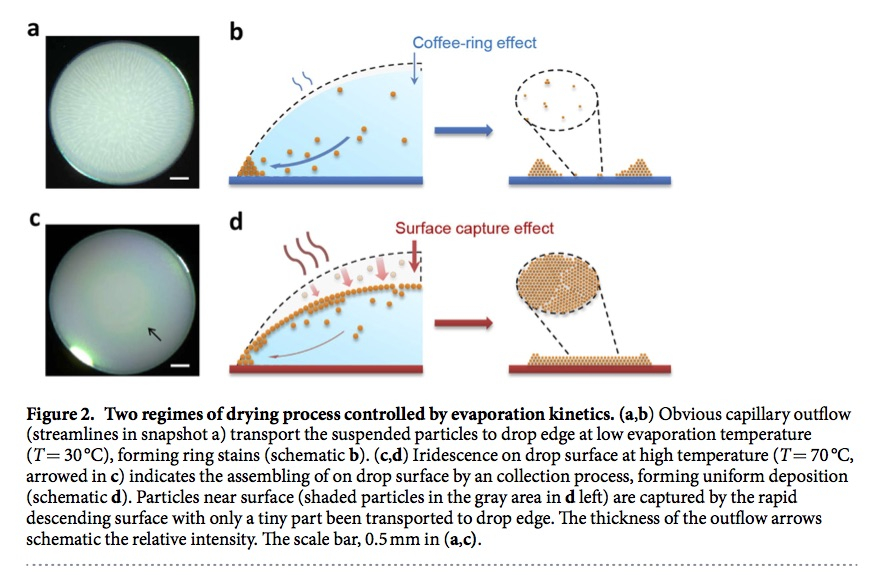 a
b
Coffee-ring effect
c
d
Surface capture effect
Figure 2. Two regimes of drying process controlled by evaporation kinetics. (a,b) Obvious capillary outflow
(streamlines in snapshot a) transport the suspended particles to drop edge at low evaporation temperature
(T = 30 °C), forming ring stains (schematic b). (c,d) Iridescence on drop surface at high temperature (T = 70 °C,
arrowed in c) indicates the assembling of on drop surface by an collection process, forming uniform deposition
(schematic d). Particles near surface (shaded particles in the gray area in d left) are captured by the rapid
descending surface with only a tiny part been transported to drop edge. The thickness of the outflow arrows
schematic the relative intensity. The scale bar, 0.5 mm in (a,c).